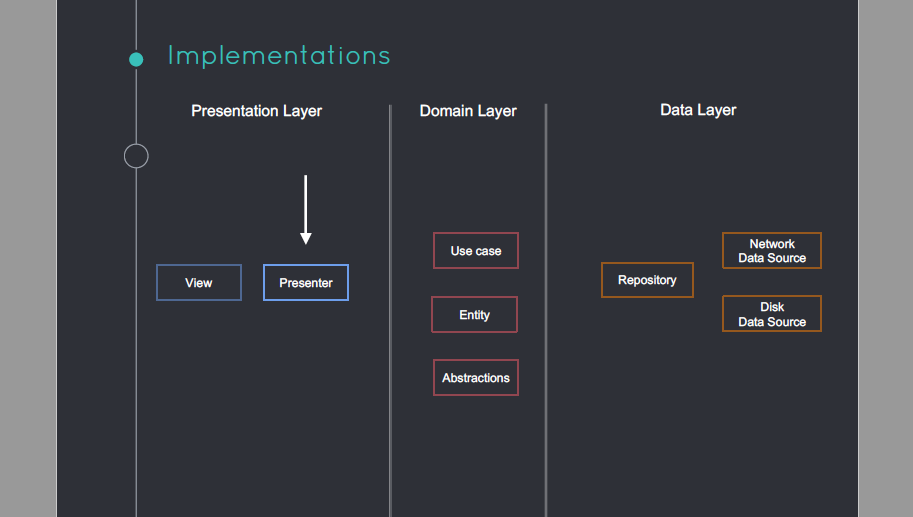 Implementations
Presentation Layer
Domain Layer
Data Layer
View
Presenter
Use case
Entity
Abstractions
Repository
Network
Data Source
Disk
Data Source